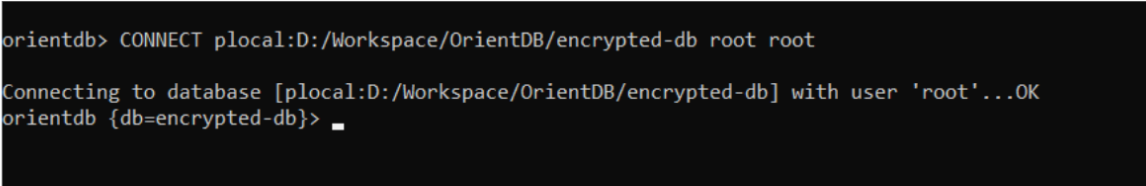 orientdb> CONNECT plocal:D:/Workspace/OrientDB/encrypted-db root root
Connecting to database [plocal:D:/Workspace/OrientDB/encrypted-db] with user 'root'...OK
orientdb {db=encrypted-db}>